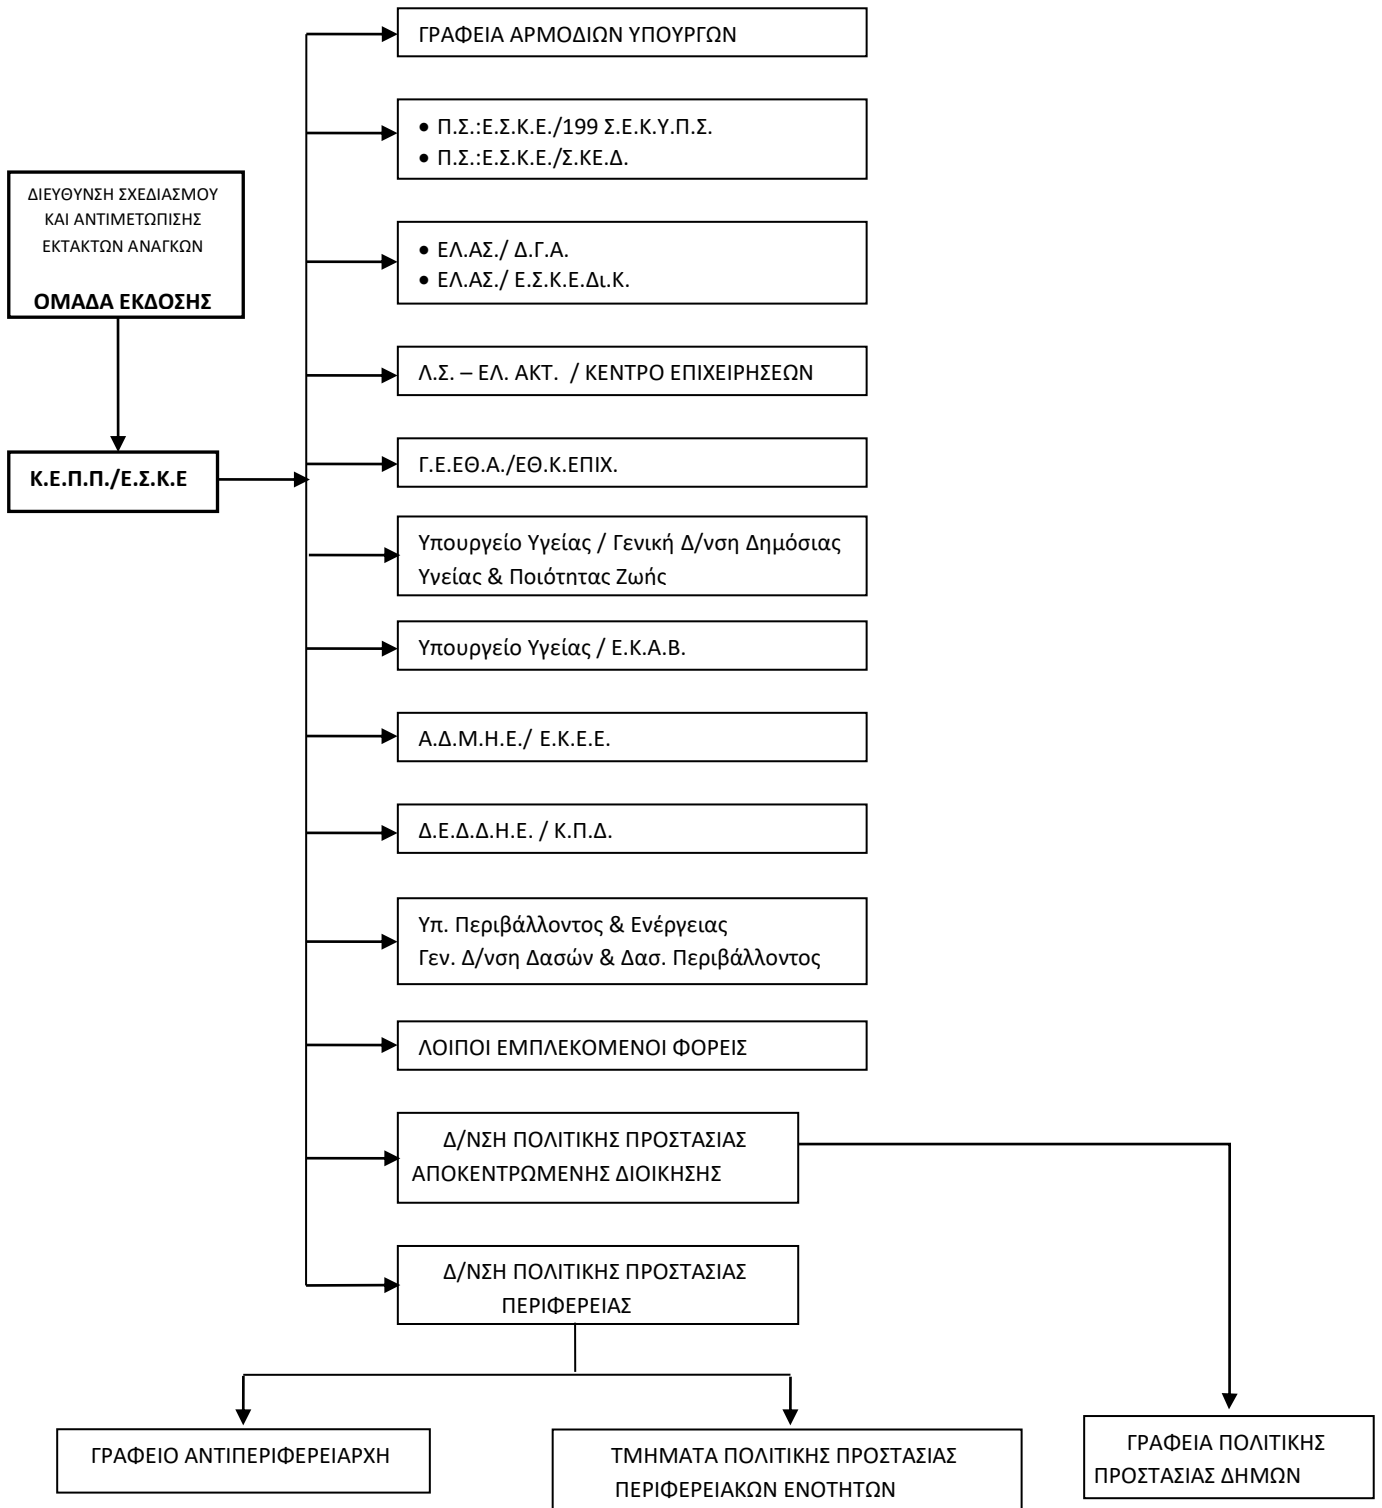 ΓΡΑΦΕΙΑ ΑΡΜΟΔΙΩΝ ΥΠΟΥΡΓΩΝ
• Π.Σ.:Ε.Σ.Κ.Ε./199 Σ.Ε.Κ.Υ.Π.Σ.
• Π.Σ.:Ε.Σ.Κ.Ε./Σ.ΚΕ.Δ.
ΔΙΕΥΘΥΝΣΗ ΣΧΕΔΙΑΣΜΟΥ
ΚΑΙ ΑΝΤΙΜΕΤΩΠΙΣΗΣ
ΕΚΤΑΚΤΩΝ ΑΝΑΓΚΩΝ
ΟΜΑΔΑ ΕΚΔΟΣΗΣ
• ΕΛ.ΑΣ./ Δ.Γ.Α.
• ΕΛ.ΑΣ./ Ε.Σ.Κ.Ε.Δι.Κ.
Λ.Σ. – ΕΛ. ΑΚΤ. / ΚΕΝΤΡΟ ΕΠΙΧΕΙΡΗΣΕΩΝ
Κ.Ε.Π.Π./Ε.Σ.Κ.Ε
Γ.Ε.ΕΘ.Α./ΕΘ.Κ.ΕΠΙΧ.
Υπουργείο Υγείας / Γενική Δ/νση Δημόσιας
Υγείας & Ποιότητας Ζωής
Υπουργείο Υγείας / Ε.Κ.Α.Β.
Α.Δ.Μ.Η.Ε./ Ε.Κ.Ε.Ε.
Δ.Ε.Δ.Δ.Η.Ε. / Κ.Π.Δ.
Υπ. Περιβάλλοντος & Ενέργειας
Γεν. Δ/νση Δασών & Δασ. Περιβάλλοντος
ΛΟΙΠΟΙ ΕΜΠΛΕΚΟΜΕΝΟΙ ΦΟΡΕΙΣ
Δ/ΝΣΗ ΠΟΛΙΤΙΚΗΣ ΠΡΟΣΤΑΣΙΑΣ
ΑΠΟΚΕΝΤΡΩΜΕΝΗΣ ΔΙΟΙΚΗΣΗΣ
Δ/ΝΣΗ ΠΟΛΙΤΙΚΗΣ ΠΡΟΣΤΑΣΙΑΣ
ΠΕΡΙΦΕΡΕΙΑΣ
ΓΡΑΦΕΙΟ ΑΝΤΙΠΕΡΙΦΕΡΕΙΑΡΧΗ
ΤΜΗΜΑΤΑ ΠΟΛΙΤΙΚΗΣ ΠΡΟΣΤΑΣΙΑΣ
ΠΕΡΙΦΕΡΕΙΑΚΩΝ ΕΝΟΤΗΤΩΝ
ΓΡΑΦΕΙΑ ΠΟΛΙΤΙΚΗΣ
ΠΡΟΣΤΑΣΙΑΣ ΔΗΜΩΝ